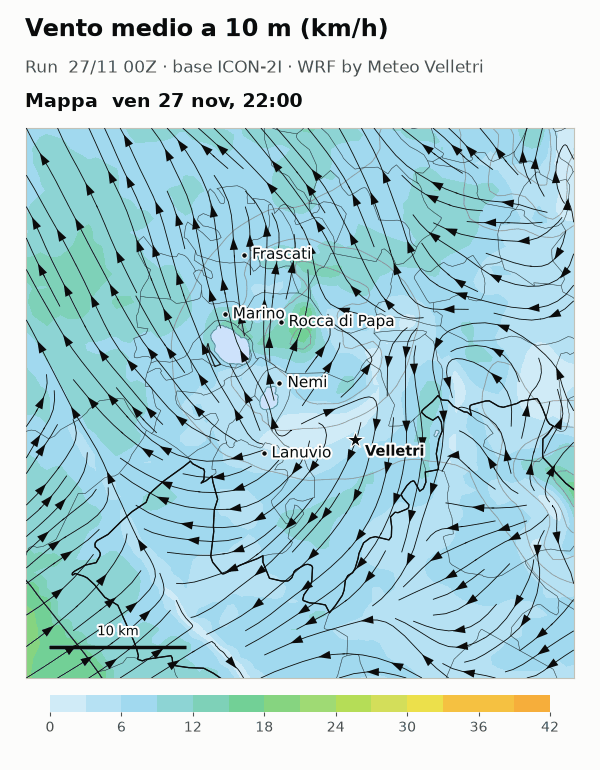 Vento medio a 10 m (km/h)
Run  27/11 00Z · base ICON-2I · WRF by Meteo Velletri
Mappa  ven 27 nov, 22:00
Frascati
Marino
Rocca di Papa
Nemi
Velletri
Lanuvio
10 km
0 6 12 18 24 30 36 42